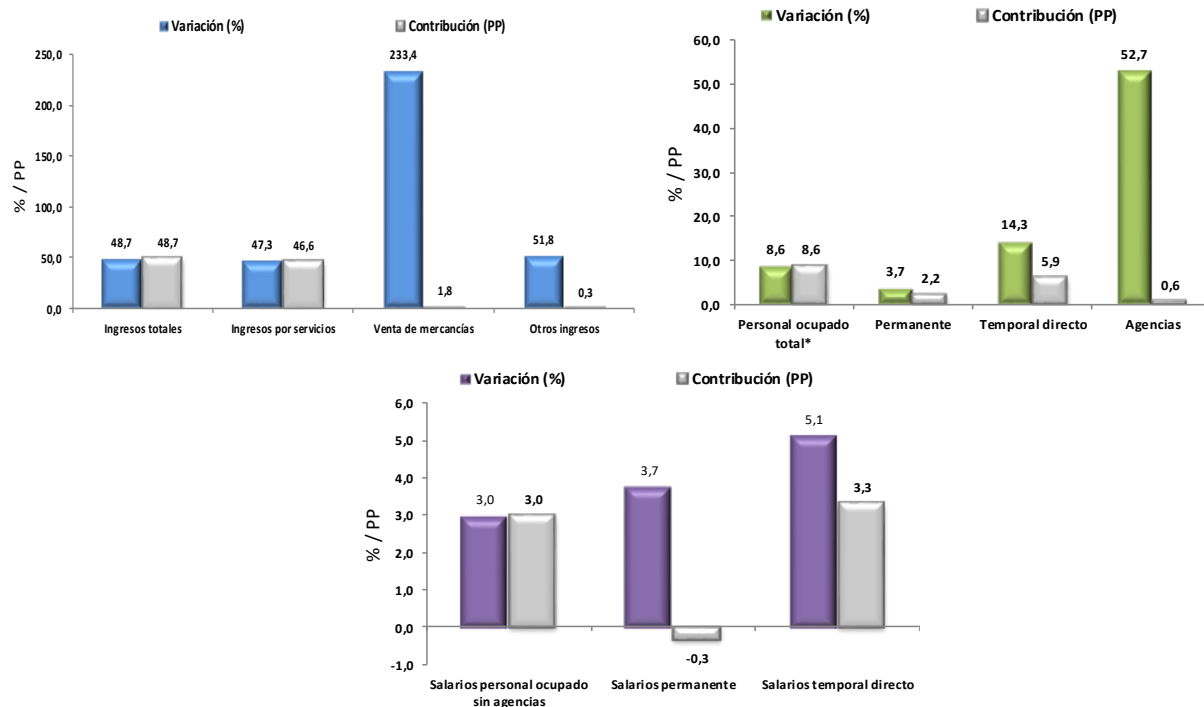 Variación (%) Contribución (PP)
250,0
200,0
150,0
100,0
50,0
0,0
% / PP
48,7 48,7 47,3 46,6 233,4 1,8 51,8 0,3
Ingresos totales Ingresos por servicios Venta de mercancías Otros ingresos
Variación (%) Contribución (PP)
60,0
50,0
40,0
30,0
20,0
10,0
0,0
% / PP
8,6 8,6 3,7 2,2 14,3 5,9 52,7 0,6
Personal ocupado Permanente Temporal directo Agencias
total*
Variación (%) Contribución (PP)
6,0
5,0
4,0
3,0
2,0
1,0
0,0
-1,0
% / PP
3,0 3,0 3,7 -0,3 5,1 3,3
Salarios personal ocupado Salarios permanente Salarios temporal directo
sin agencias